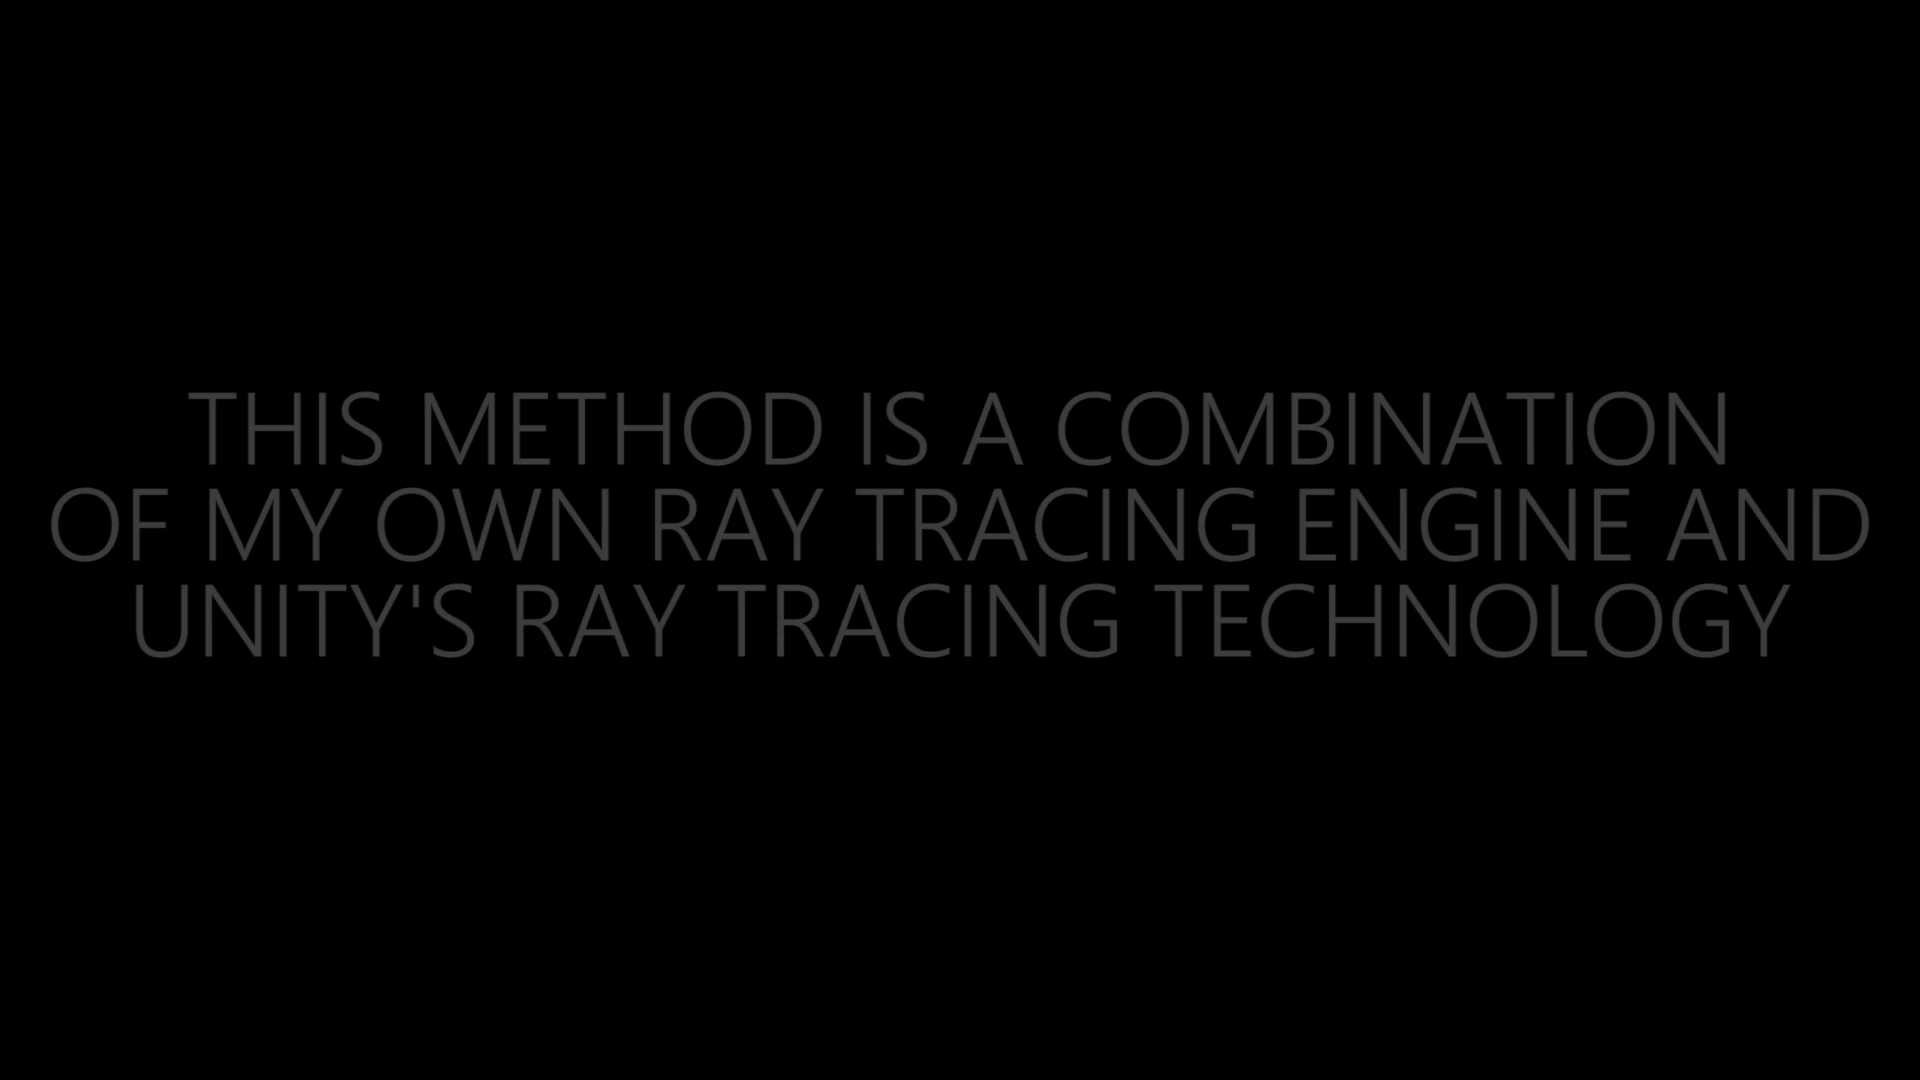 THIS METHOD IS A COMBINATION
OF MY OWN RAY TRACING ENGINE AND
UNITY'S RAY TRACING TECHNOLOGY